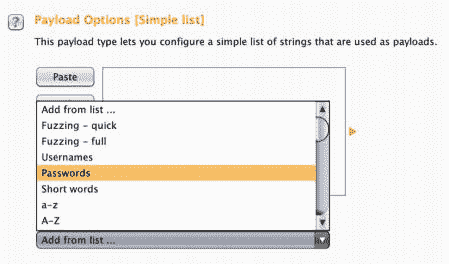 Payload Options [Simple list]
This payload type lets you configure a simple list of strings that are used as payloads.
Paste
Add from list ...
Fuzzing - quick
Fuzzing - full
Usernames
Passwords
Short words
a-z
A-Z
Add from list ...